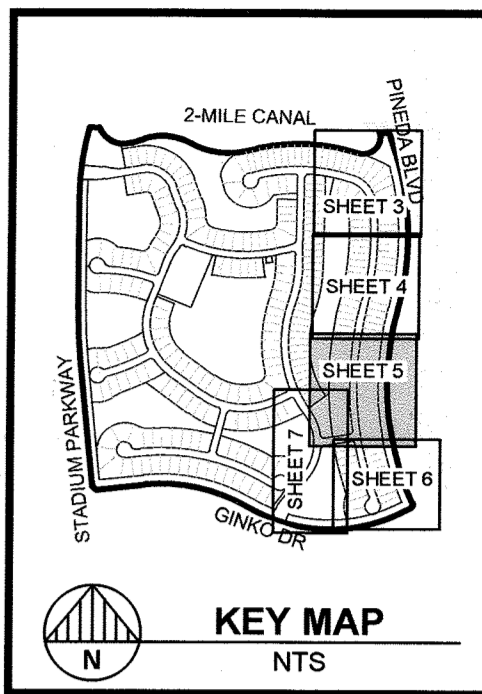 2-MILE CANAL
PINEDA BLVD
SHEET 3
SHEET 4
SHEET 5
SHEET 6
SHEET 7
STADIUM PARKWAY
GINKO DR
N
KEY MAP
NTS